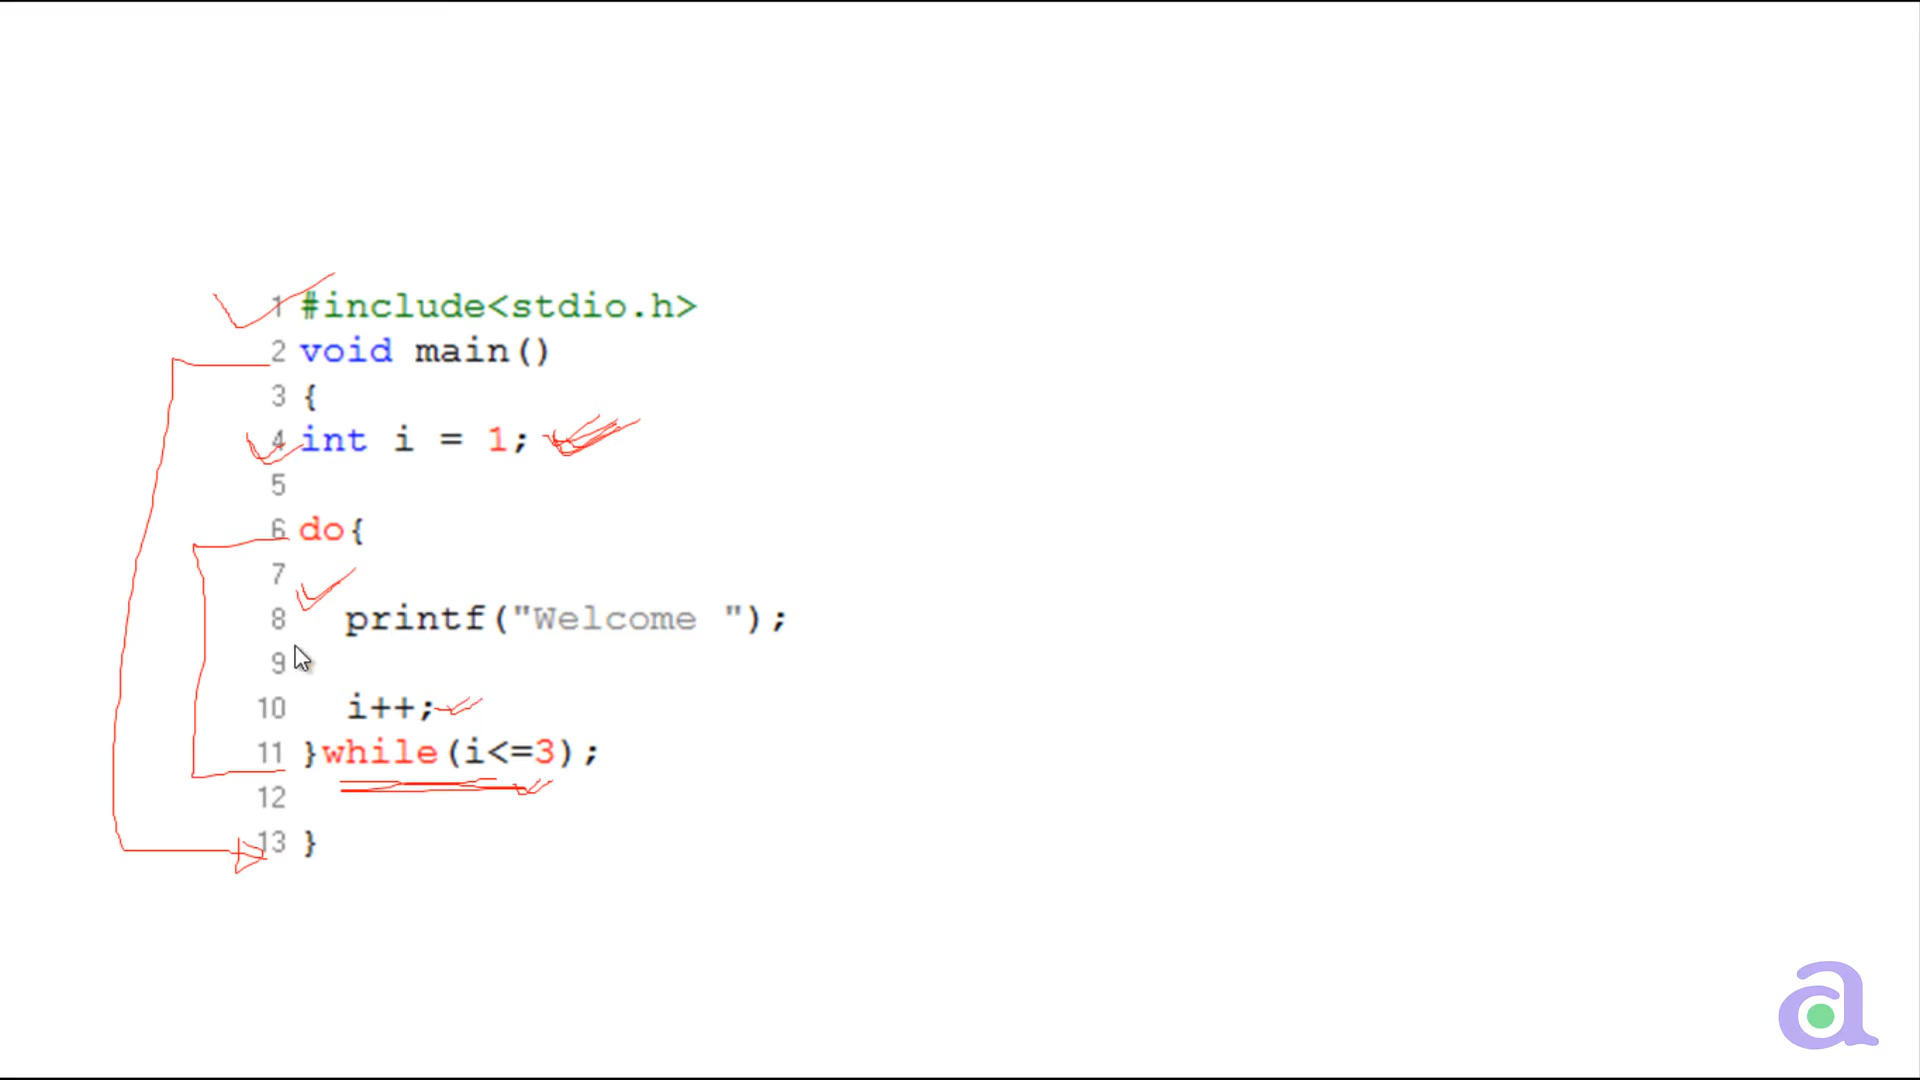 1 #include<stdio.h>
2 void main()
3 {
4 int i = 1;
5
6 do{
7
8 printf("Welcome ");
9
10 i++;
11 }while(i<=3);
12
13 }
a